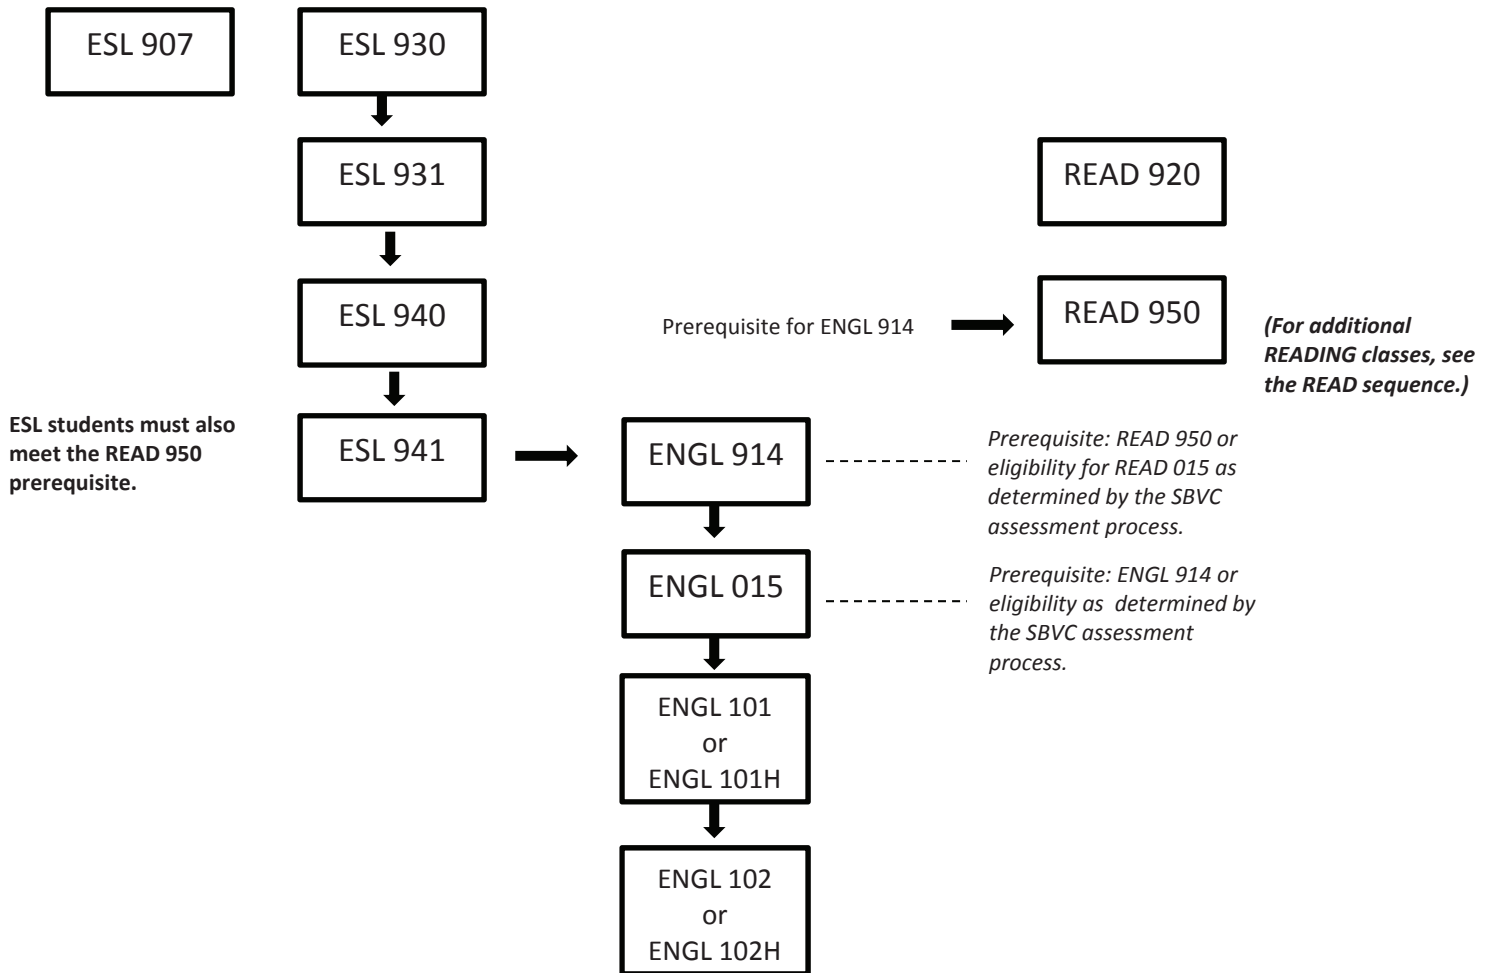 ESL 907
ESL 930
ESL 931
READ 920
ESL 940
Prerequisite for ENGL 914
READ 950
(For additional
READING classes, see
the READ sequence.)
ESL students must also
meet the READ 950
prerequisite.
ESL 941
ENGL 914
Prerequisite: READ 950 or
eligibility for READ 015 as
determined by the SBVC
assessment process.
ENGL 015
Prerequisite: ENGL 914 or
eligibility as determined by
the SBVC assessment
process.
ENGL 101
or
ENGL 101H
ENGL 102
or
ENGL 102H